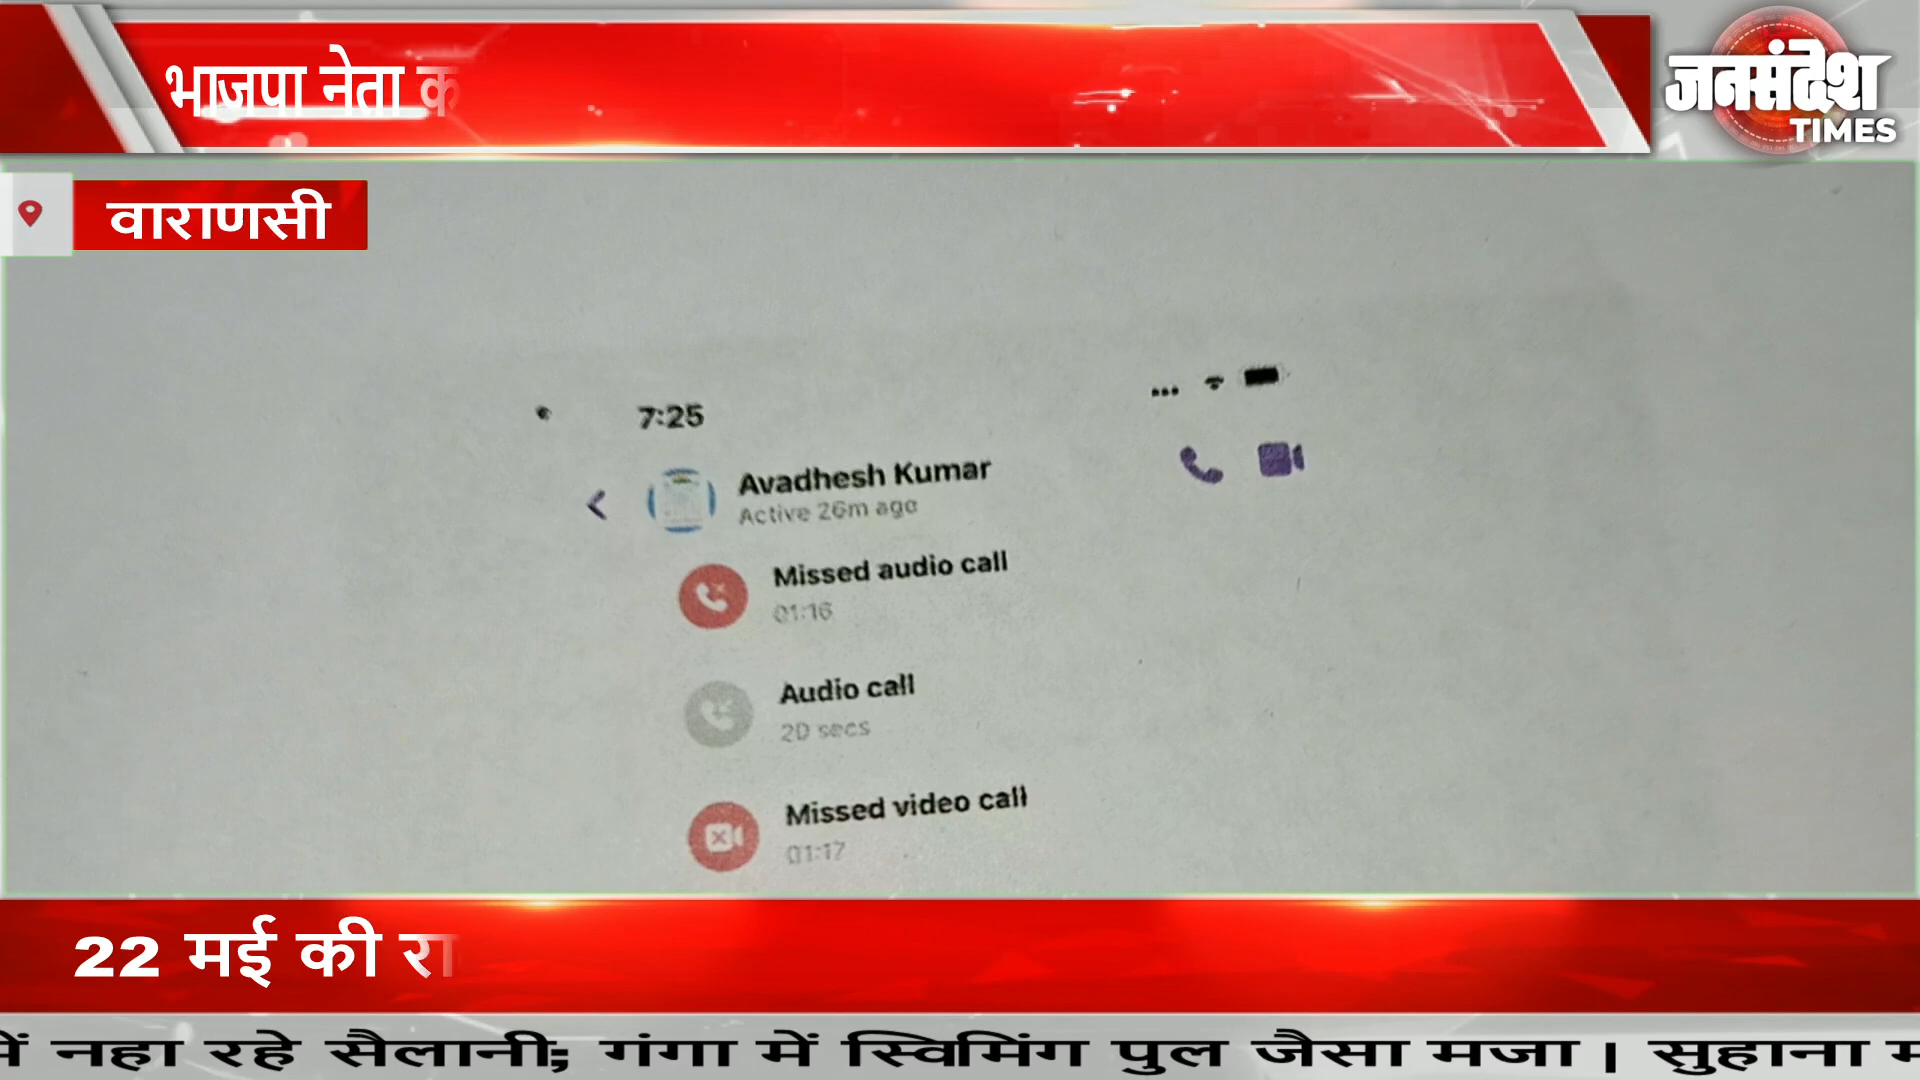 भाजपा नेता क
जनसंदेश
TIMES
वाराणसी
7:25
Avadhesh Kumar
Active 26m ago
Missed audio call
01:16
Audio call
20 secs
Missed video call
01:17
22 मई की रा
में नहा रहे सैलानी; गंगा में स्विमिंग पुल जैसा मजा | सुहाना म